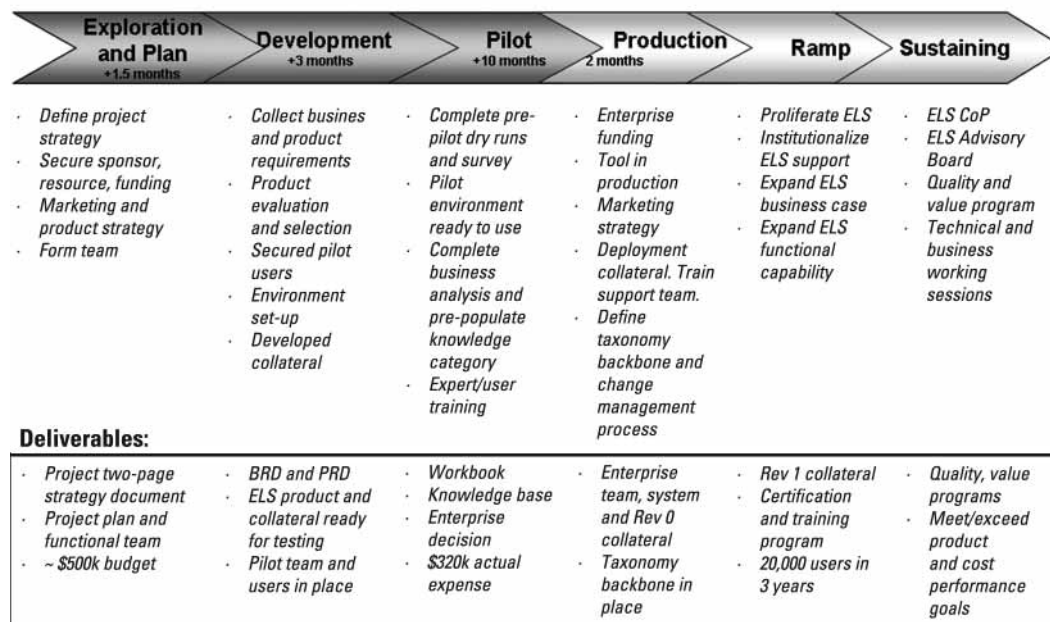 Exploration
and Plan
+1.5 months
Development
+3 months
Pilot
+10 months
Production
2 months
Ramp
Sustaining
· Define project
strategy
· Secure sponsor,
resource, funding
· Marketing and
product strategy
· Form team
· Collect busines
and product
requirements
· Product
evaluation
and selection
· Secured pilot
users
· Environment
set-up
· Developed
collateral
· Complete pre-
pilot dry runs
and survey
· Pilot
environment
ready to use
· Complete
business
analysis and
pre-populate
knowledge
category
· Expert/user
training
· Enterprise
funding
· Tool in
production
· Marketing
strategy
· Deployment
collateral. Train
support team.
· Define
taxonomy
backbone and
change
management
process
· Proliferate ELS
· Institutionalize
ELS support
· Expand ELS
business case
· Expand ELS
functional
capability
· ELS CoP
· ELS Advisory
Board
· Quality and
value program
· Technical and
business
working
sessions
Deliverables:
· Project two-page
strategy document
· Project plan and
functional team
· ~ $500k budget
· BRD and PRD
· ELS product and
collateral ready
for testing
· Pilot team and
users in place
· Workbook
· Knowledge base
· Enterprise
decision
· $320k actual
expense
· Enterprise
team, system
and Rev 0
collateral
· Taxonomy
backbone in
place
· Rev 1 collateral
· Certification
and training
program
· 20,000 users in
3 years
· Quality, value
programs
· Meet/exceed
product
and cost
performance
goals